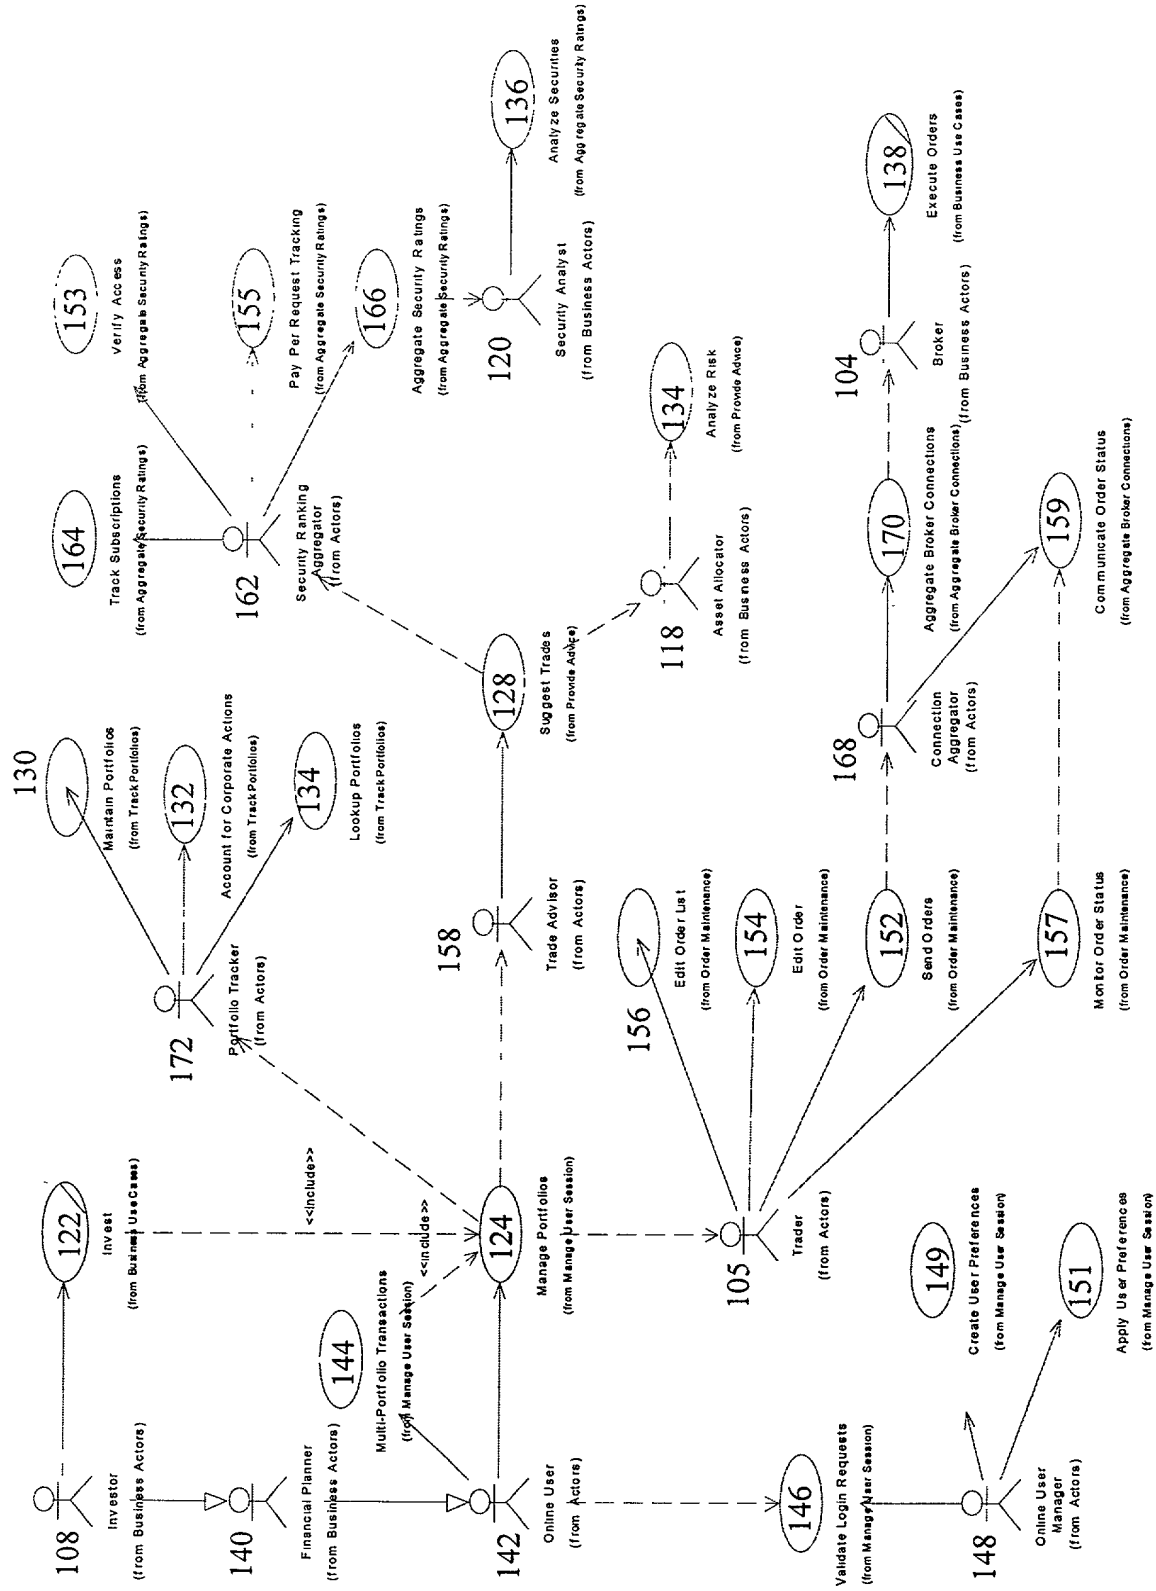 108
Investor
(from Business Actors)
122
Invest
(from Business Use Cases)
140
Financial Planner
(from Business Actors)
<<include>>
144
Multi-Portfolio Transactions
(from Manage User Session)
<<include>>
142
Online User
(from Actors)
124
Manage Portfolios
(from Manage User Session)
146
Validate Login Requests
(from Manage User Session)
148
Online User
Manager
(from Actors)
149
Create User Preferences
(from Manage User Session)
151
Apply User Preferences
(from Manage User Session)
105
Trader
(from Actors)
172
Portfolio Tracker
(from Actors)
130
Maintain Portfolios
(from Track Portfolios)
132
Account for Corporate Actions
(from Track Portfolios)
134
Lookup Portfolios
(from Track Portfolios)
158
Trade Advisor
(from Actors)
128
Suggest Trades
(from Provide Advice)
156
Edit Order List
(from Order Maintenance)
154
Edit Order
(from Order Maintenance)
152
Send Orders
(from Order Maintenance)
157
Monitor Order Status
(from Order Maintenance)
164
Track Subscriptions
(from Aggregate Security Ratings)
153
Verify Access
(from Aggregate Security Ratings)
162
Security Ranking
Aggregator
(from Actors)
155
Pay Per Request Tracking
(from Aggregate Security Ratings)
166
Aggregate Security Ratings
(from Aggregate Security Ratings)
120
Security Analyst
(from Business Actors)
136
Analyze Securities
(from Aggregate Security Ratings)
118
Asset Allocator
(from Business Actors)
134
Analyze Risk
(from Provide Advice)
168
Connection
Aggregator
(from Actors)
170
Aggregate Broker Connections
(from Aggregate Broker Connections)
104
Broker
(from Business Actors)
138
Execute Orders
(from Business Use Cases)
159
Communicate Order Status
(from Aggregate Broker Connections)